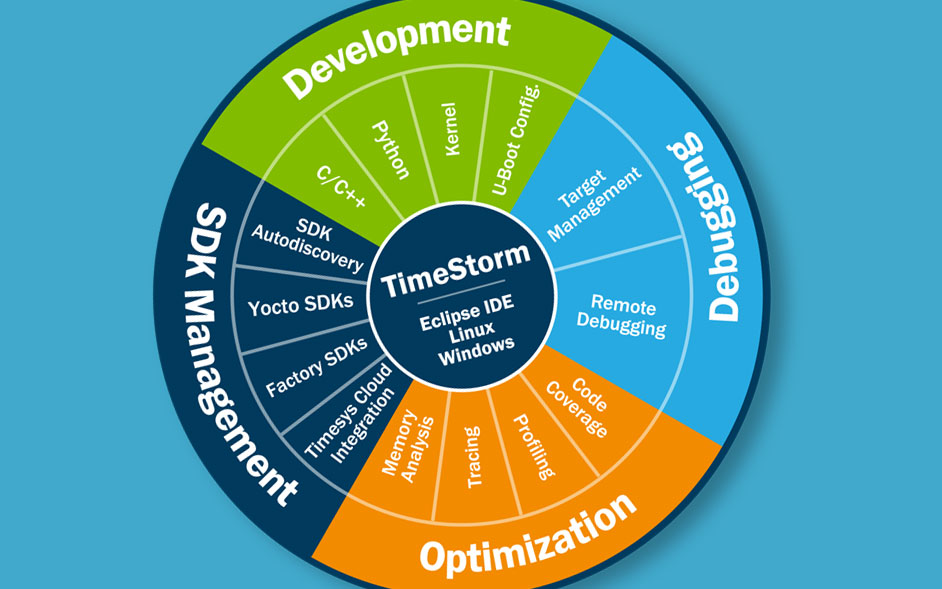 Development
C/C++
Python
Kernel
U-Boot Config.
Debugging
Target
Management
Remote
Debugging
Optimization
Code
Coverage
Profiling
Tracing
Memory
Analysis
SDK Management
Timesys Cloud
Integration
Factory SDKs
Yocto SDKs
SDK
Autodiscovery
TimeStorm
Eclipse IDE
Linux
Windows